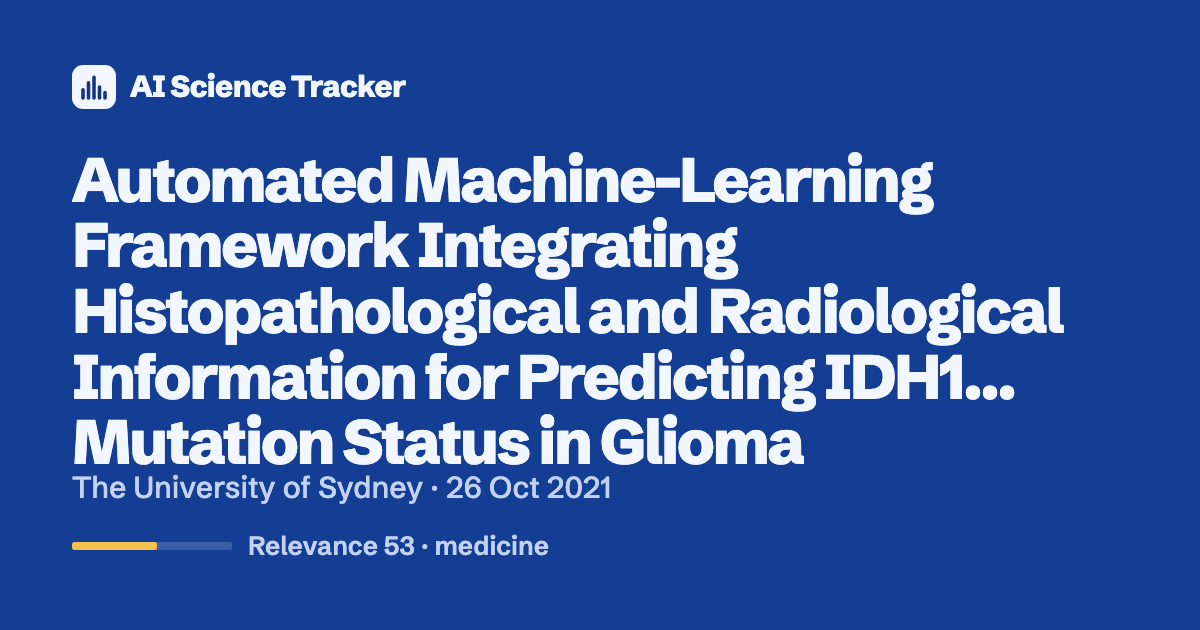 AI Science Tracker
Automated Machine-Learning
Framework Integrating
Histopathological and Radiological
Information for Predicting IDH1...
Mutation Status in Glioma
The University of Sydney · 26 Oct 2021
Relevance 53 · medicine